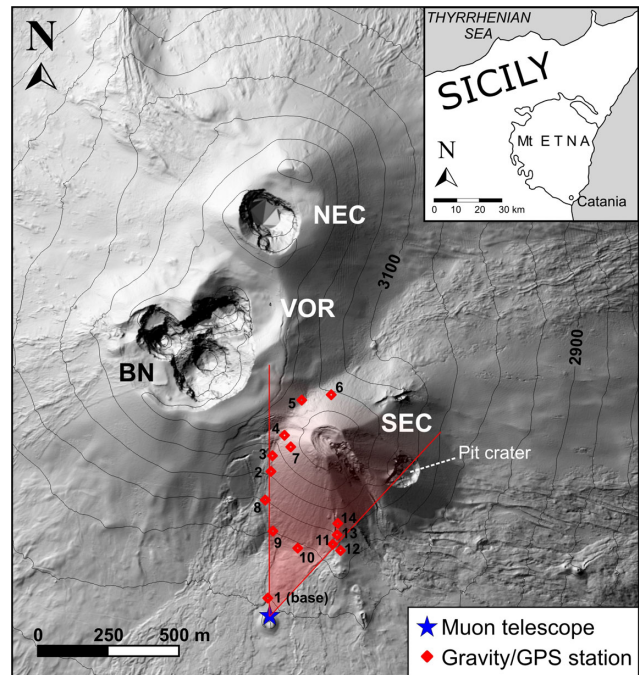 N
THYRRHENIAN
SEA
SICILY
Mt ETNA
N
Catania
0 10 20 30 km
NEC
3100
VOR
2900
BN
6
5
SEC
4
7
3
Pit crater
2
8
14
9
13
11
12
10
1 (base)
0 250 500 m
Muon telescope
Gravity/GPS station